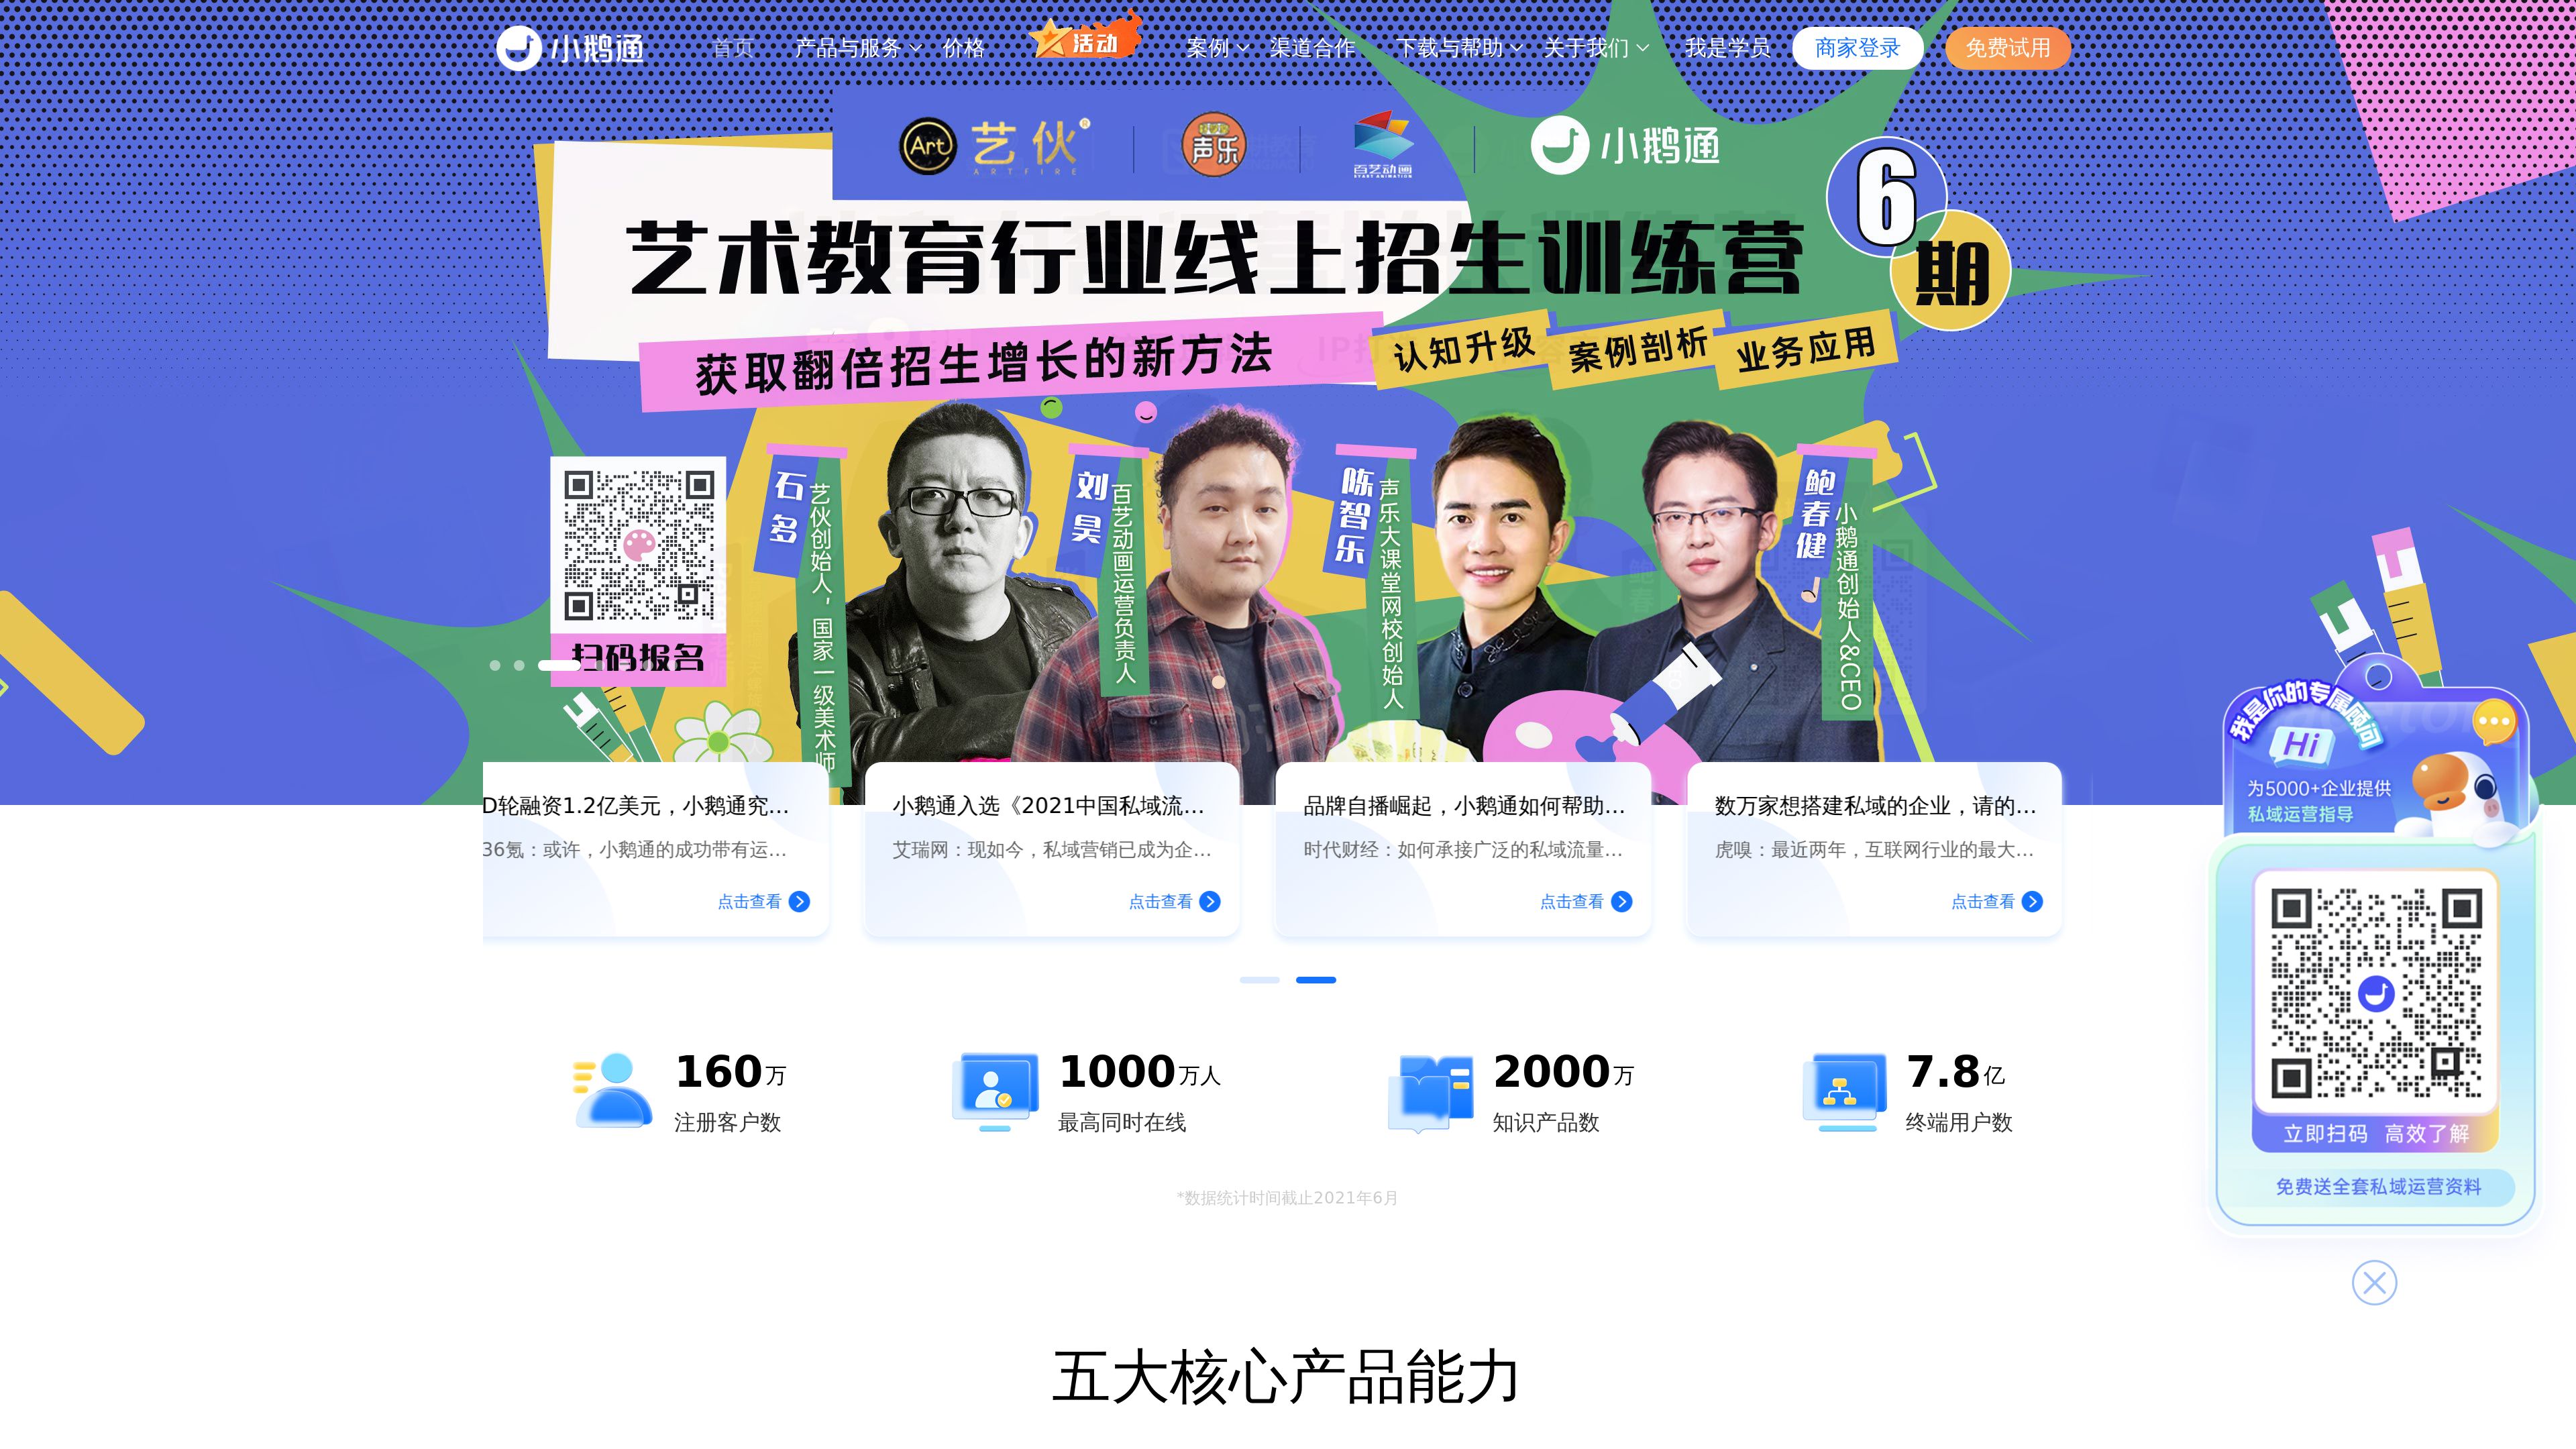 小鹅通
首页 产品与服务 价格 活动 案例 渠道合作 下载与帮助 关于我们 我是学员 商家登录 免费试用
Art 艺伙 ARTFIRE 声乐 百艺动画 START ANIMATION 小鹅通
艺术教育行业线上招生训练营
6期
获取翻倍招生增长的新方法
认知升级 案例剖析 业务应用
扫码报名
石多
艺伙创始人，国家一级美术师
刘昊
百艺动画运营负责人
陈智乐
声乐大课堂网校创始人
鲍春健
小鹅通创始人&CEO
D轮融资1.2亿美元，小鹅通究…
36氪：或许，小鹅通的成功带有运…
点击查看
小鹅通入选《2021中国私域流…
艾瑞网：现如今，私域营销已成为企…
点击查看
品牌自播崛起，小鹅通如何帮助…
时代财经：如何承接广泛的私域流量…
点击查看
数万家想搭建私域的企业，请的…
虎嗅：最近两年，互联网行业的最大…
点击查看
160万
注册客户数
1000万人
最高同时在线
2000万
知识产品数
7.8亿
终端用户数
*数据统计时间截止2021年6月
五大核心产品能力
我是你的专属顾问
Hi
为5000+企业提供
私域运营指导
立即扫码 高效了解
免费送全套私域运营资料